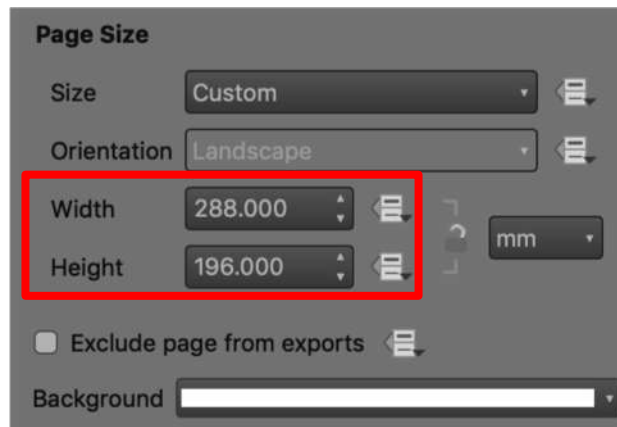 Page Size
Size Custom
Orientation Landscape
Width 288.000
mm
Height 196.000
Exclude page from exports
Background